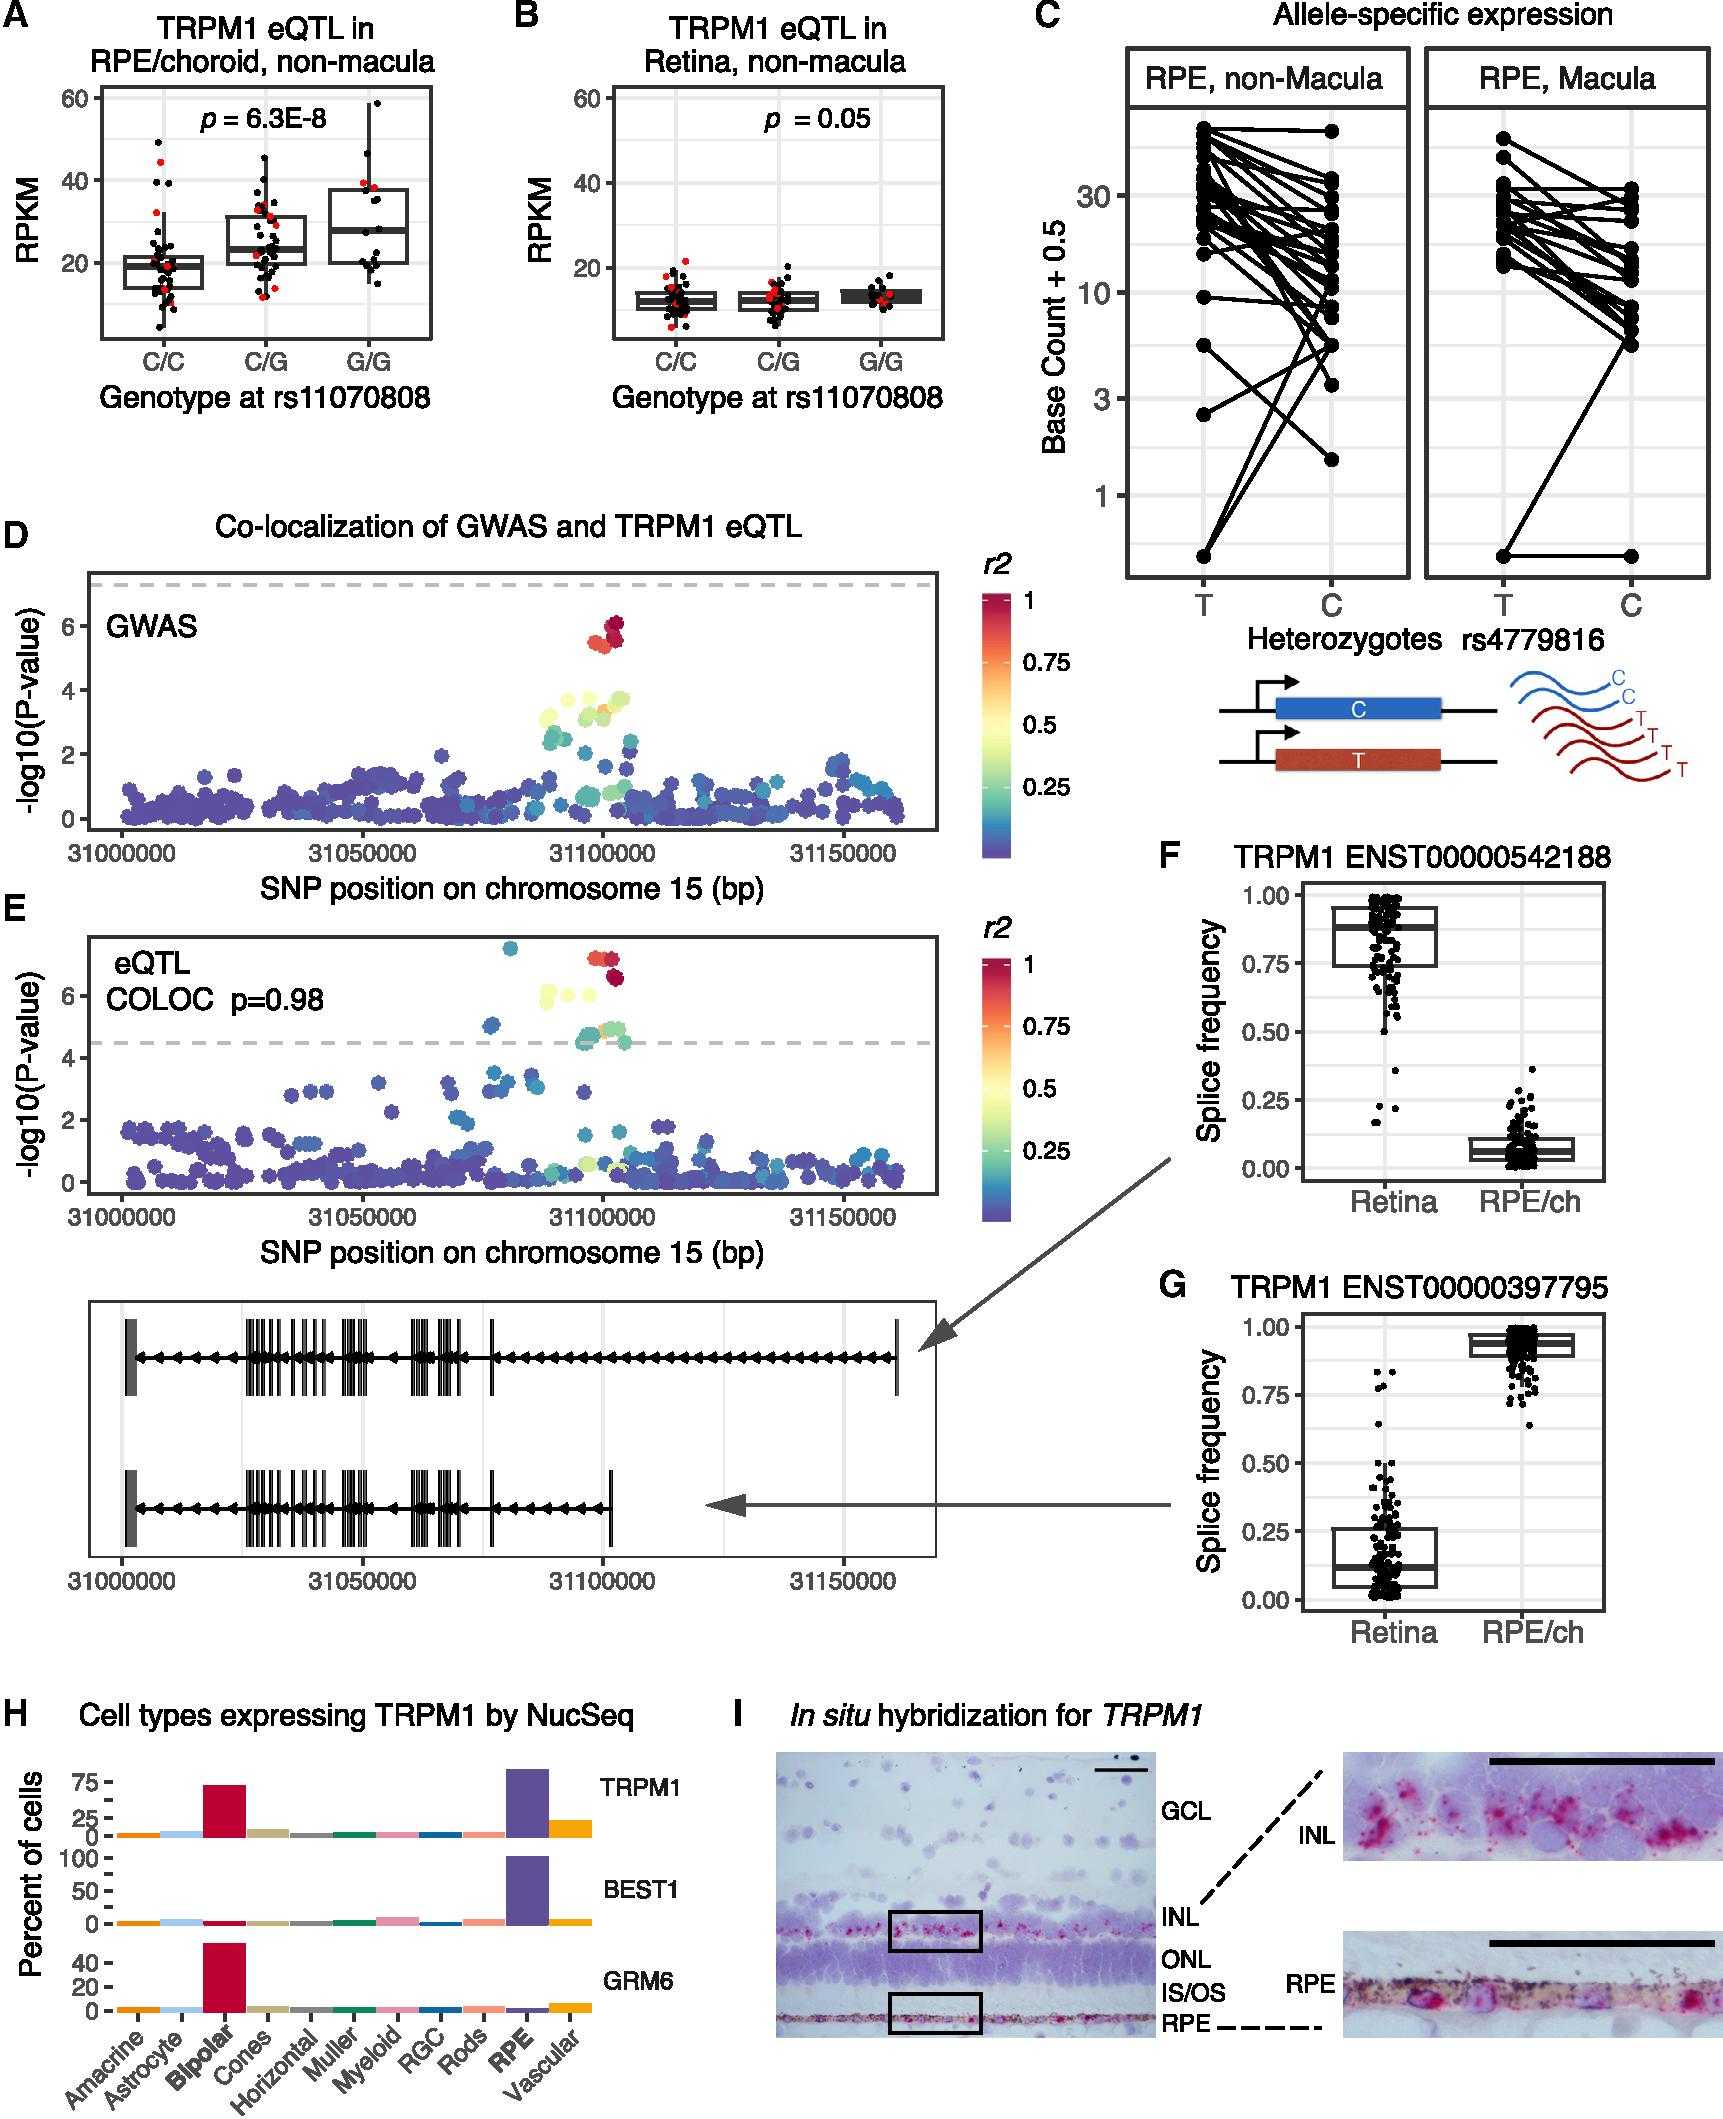 A
TRPM1 eQTL in
RPE/choroid, non-macula
p = 6.3E-8
RPKM
60
40
20
C/C C/G G/G
Genotype at rs11070808
B
TRPM1 eQTL in
Retina, non-macula
p = 0.05
RPKM
60
40
20
C/C C/G G/G
Genotype at rs11070808
C
Allele-specific expression
RPE, non-Macula
RPE, Macula
Base Count + 0.5
30
10
3
1
T C T C
Heterozygotes rs4779816
C
T
C
C
T
T
T
T
D
Co-localization of GWAS and TRPM1 eQTL
GWAS
-log10(P-value)
6
4
2
0
31000000 31050000 31100000 31150000
SNP position on chromosome 15 (bp)
r2
1
0.75
0.5
0.25
E
eQTL
COLOC p=0.98
-log10(P-value)
6
4
2
0
31000000 31050000 31100000 31150000
SNP position on chromosome 15 (bp)
r2
1
0.75
0.5
0.25
31000000 31050000 31100000 31150000
F
TRPM1 ENST00000542188
Splice frequency
1.00
0.75
0.50
0.25
0.00
Retina RPE/ch
G
TRPM1 ENST00000397795
Splice frequency
1.00
0.75
0.50
0.25
0.00
Retina RPE/ch
H
Cell types expressing TRPM1 by NucSeq
Percent of cells
75
25
0
TRPM1
100
50
0
BEST1
40
20
0
GRM6
Amacrine
Astrocyte
Bipolar
Cones
Horizontal
Muller
Myeloid
RGC
Rods
RPE
Vascular
I
In situ hybridization for TRPM1
GCL
INL
ONL
IS/OS
RPE
INL
RPE